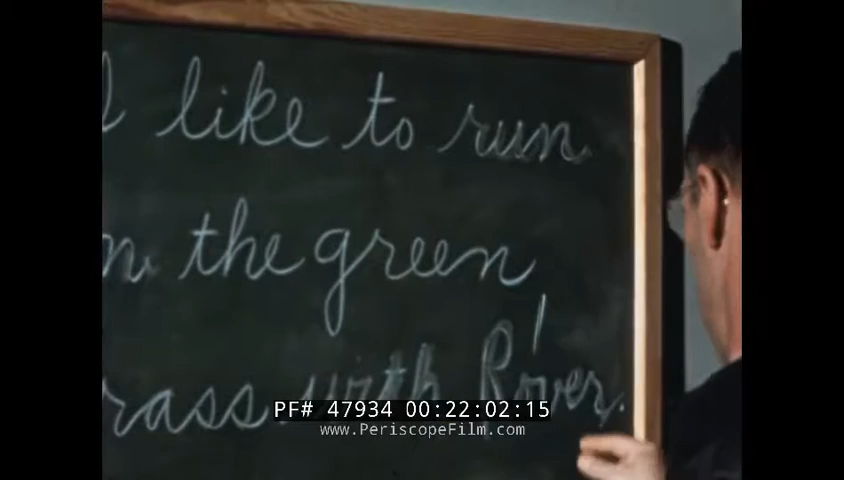 like to run
the green
rass with Rover.
PF# 47934 00:22:02:15
www.PeriscopeFilm.com